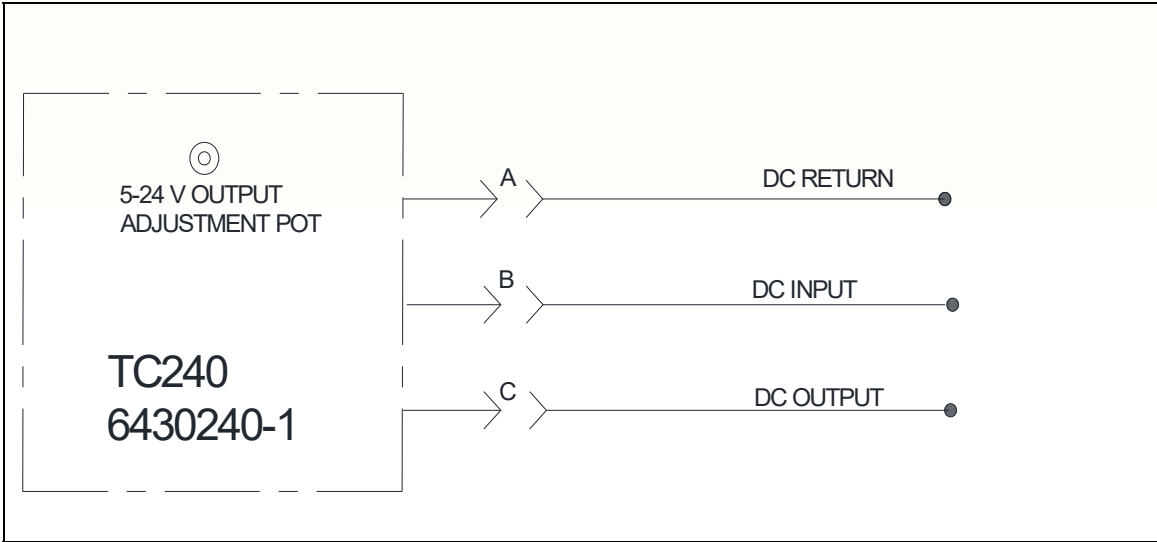 5-24 V OUTPUT
ADJUSTMENT POT
A
DC RETURN
B
DC INPUT
TC240
6430240-1
C
DC OUTPUT